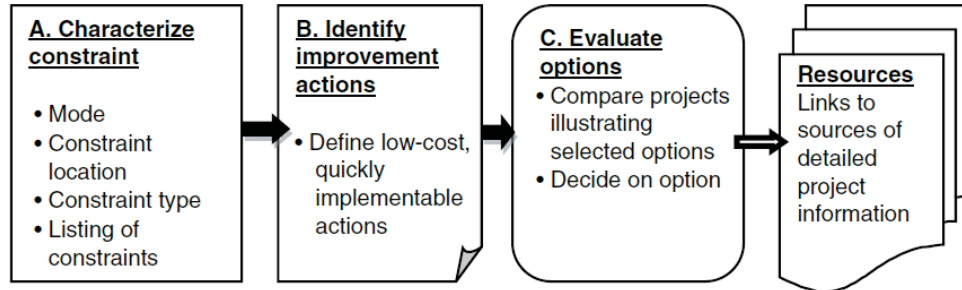 A. Characterize
constraint
• Mode
• Constraint
location
• Constraint type
• Listing of
constraints
B. Identify
improvement
actions
• Define low-cost,
quickly
implementable
actions
C. Evaluate
options
• Compare projects
illustrating
selected options
• Decide on option
Resources
Links to
sources of
detailed
project
information